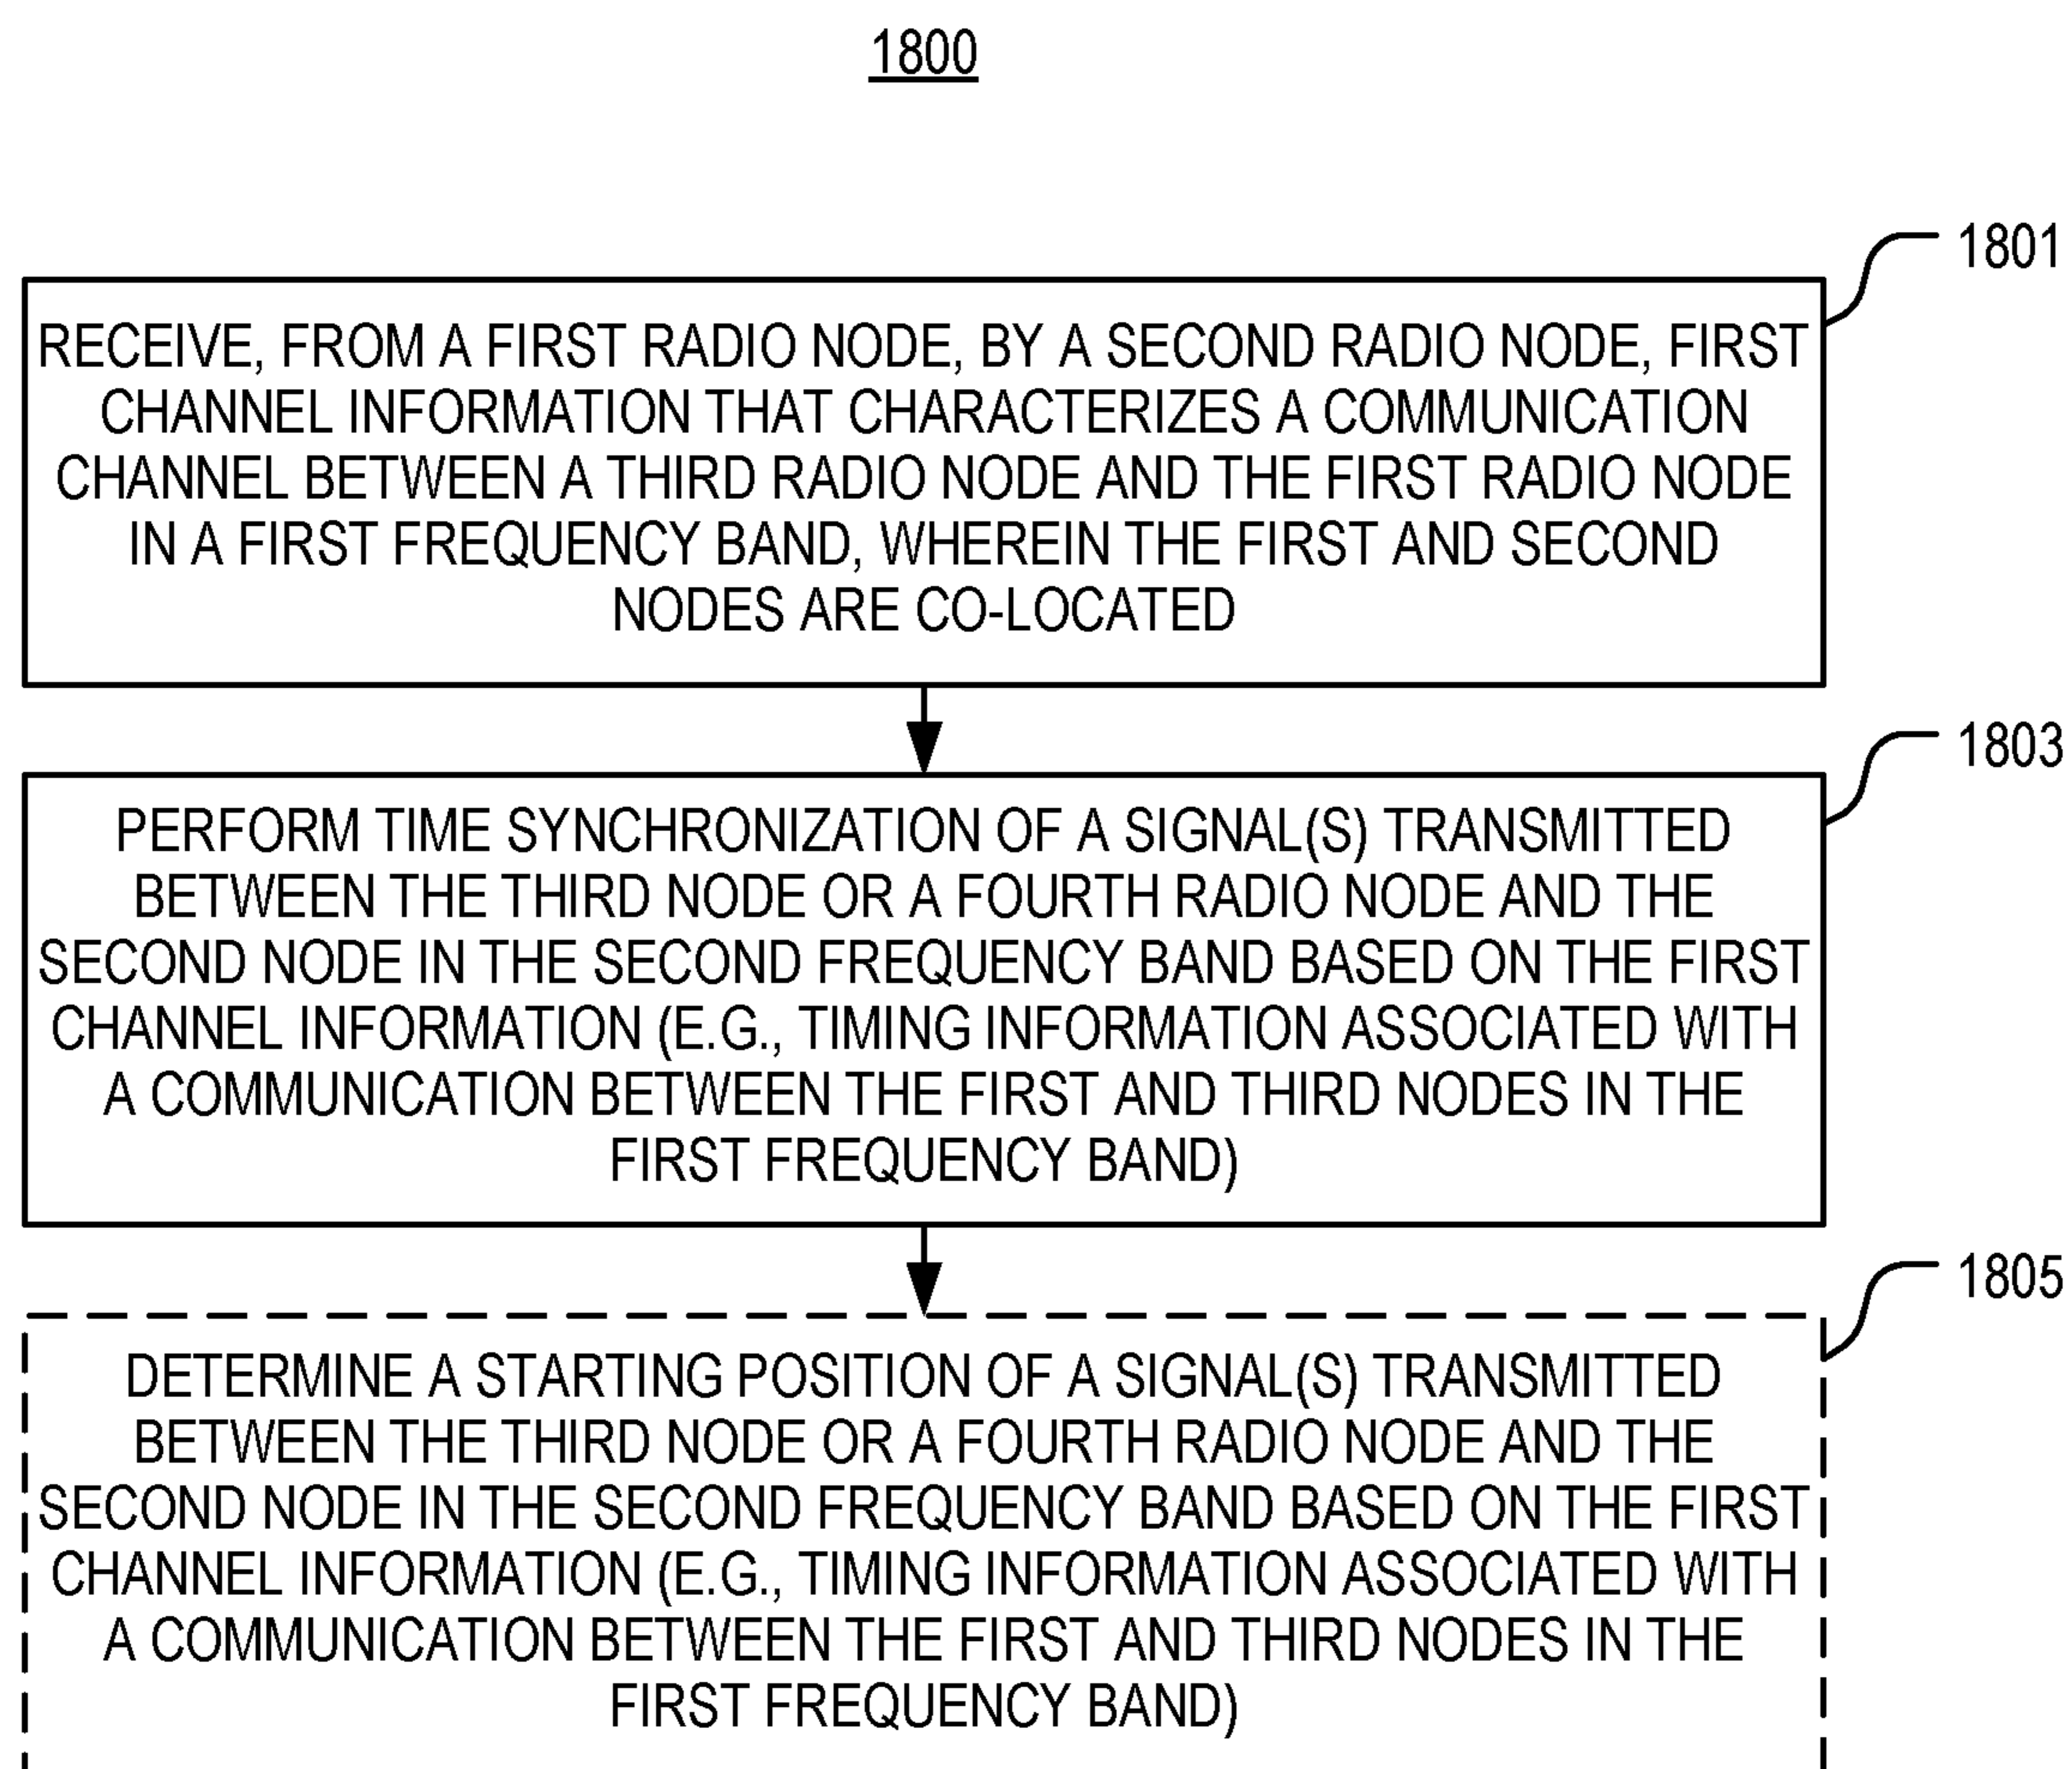 1800
1801
RECEIVE, FROM A FIRST RADIO NODE, BY A SECOND RADIO NODE, FIRST
CHANNEL INFORMATION THAT CHARACTERIZES A COMMUNICATION
CHANNEL BETWEEN A THIRD RADIO NODE AND THE FIRST RADIO NODE
IN A FIRST FREQUENCY BAND, WHEREIN THE FIRST AND SECOND
NODES ARE CO-LOCATED
1803
PERFORM TIME SYNCHRONIZATION OF A SIGNAL(S) TRANSMITTED
BETWEEN THE THIRD NODE OR A FOURTH RADIO NODE AND THE
SECOND NODE IN THE SECOND FREQUENCY BAND BASED ON THE FIRST
CHANNEL INFORMATION (E.G., TIMING INFORMATION ASSOCIATED WITH
A COMMUNICATION BETWEEN THE FIRST AND THIRD NODES IN THE
FIRST FREQUENCY BAND)
1805
DETERMINE A STARTING POSITION OF A SIGNAL(S) TRANSMITTED
BETWEEN THE THIRD NODE OR A FOURTH RADIO NODE AND THE
SECOND NODE IN THE SECOND FREQUENCY BAND BASED ON THE FIRST
CHANNEL INFORMATION (E.G., TIMING INFORMATION ASSOCIATED WITH
A COMMUNICATION BETWEEN THE FIRST AND THIRD NODES IN THE
FIRST FREQUENCY BAND)